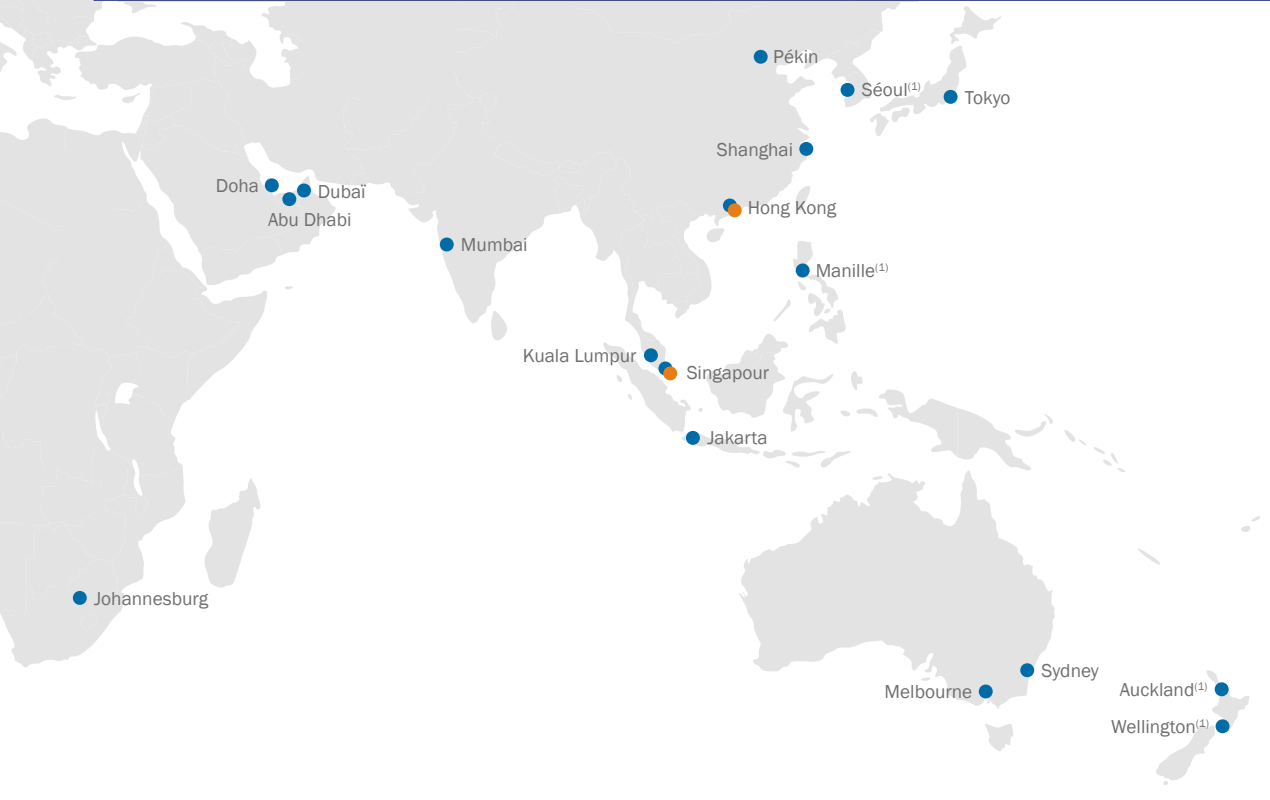 Pékin
Séoul(1)
Tokyo
Shanghai
Doha
Dubaï
Abu Dhabi
Hong Kong
Mumbai
Manille(1)
Kuala Lumpur
Singapour
Jakarta
Johannesburg
Sydney
Melbourne
Auckland(1)
Wellington(1)